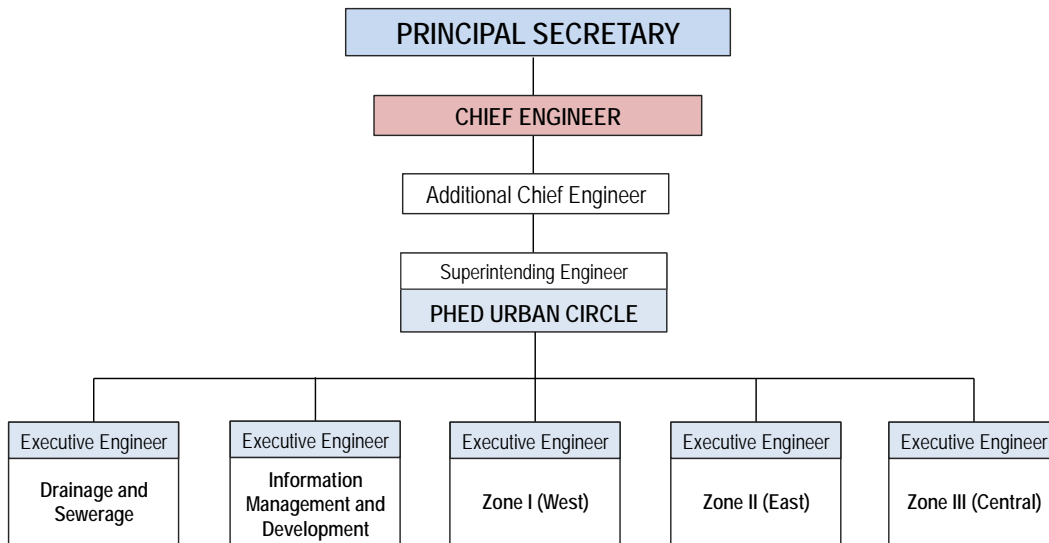 PRINCIPAL SECRETARY
CHIEF ENGINEER
Additional Chief Engineer
Superintending Engineer
PHED URBAN CIRCLE
Executive Engineer
Drainage and
Sewerage
Executive Engineer
Information
Management and
Development
Executive Engineer
Zone I (West)
Executive Engineer
Zone II (East)
Executive Engineer
Zone III (Central)